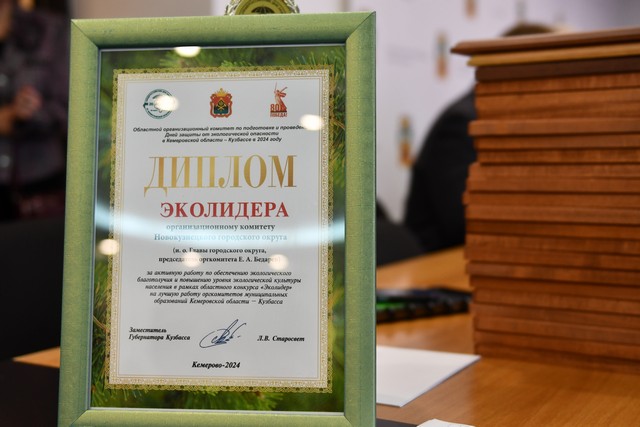 80
ПОБЕДА!
Областной организационный комитет по подготовке и проведению
Дней защиты от экологической опасности
в Кемеровской области – Кузбассе в 2024 году
ДИПЛОМ
ЭКОЛИДЕРА
организационному комитету
Новокузнецкого городского округа
(и. о. Главы городского округа,
председатель оргкомитета Е. А. Бедарев)
за активную работу по обеспечению экологического
благополучия и повышению уровня экологической культуры
населения в рамках областного конкурса «Эколидер»
на лучшую работу оргкомитетов муниципальных
образований Кемеровской области – Кузбасса
Заместитель
Губернатора Кузбасса
Л.В. Старосвет
Кемерово-2024